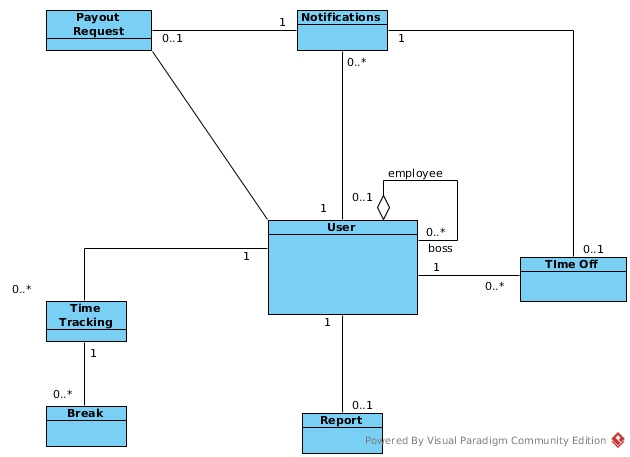 Payout
Request
0..1
1
Notifications
1
0..*
employee
0..1
1
User
0..*
boss
1
1
0..*
0..1
TIme Off
0..*
Time
Tracking
1
1
0..*
Break
0..1
Report
Powered By Visual Paradigm Community Edition